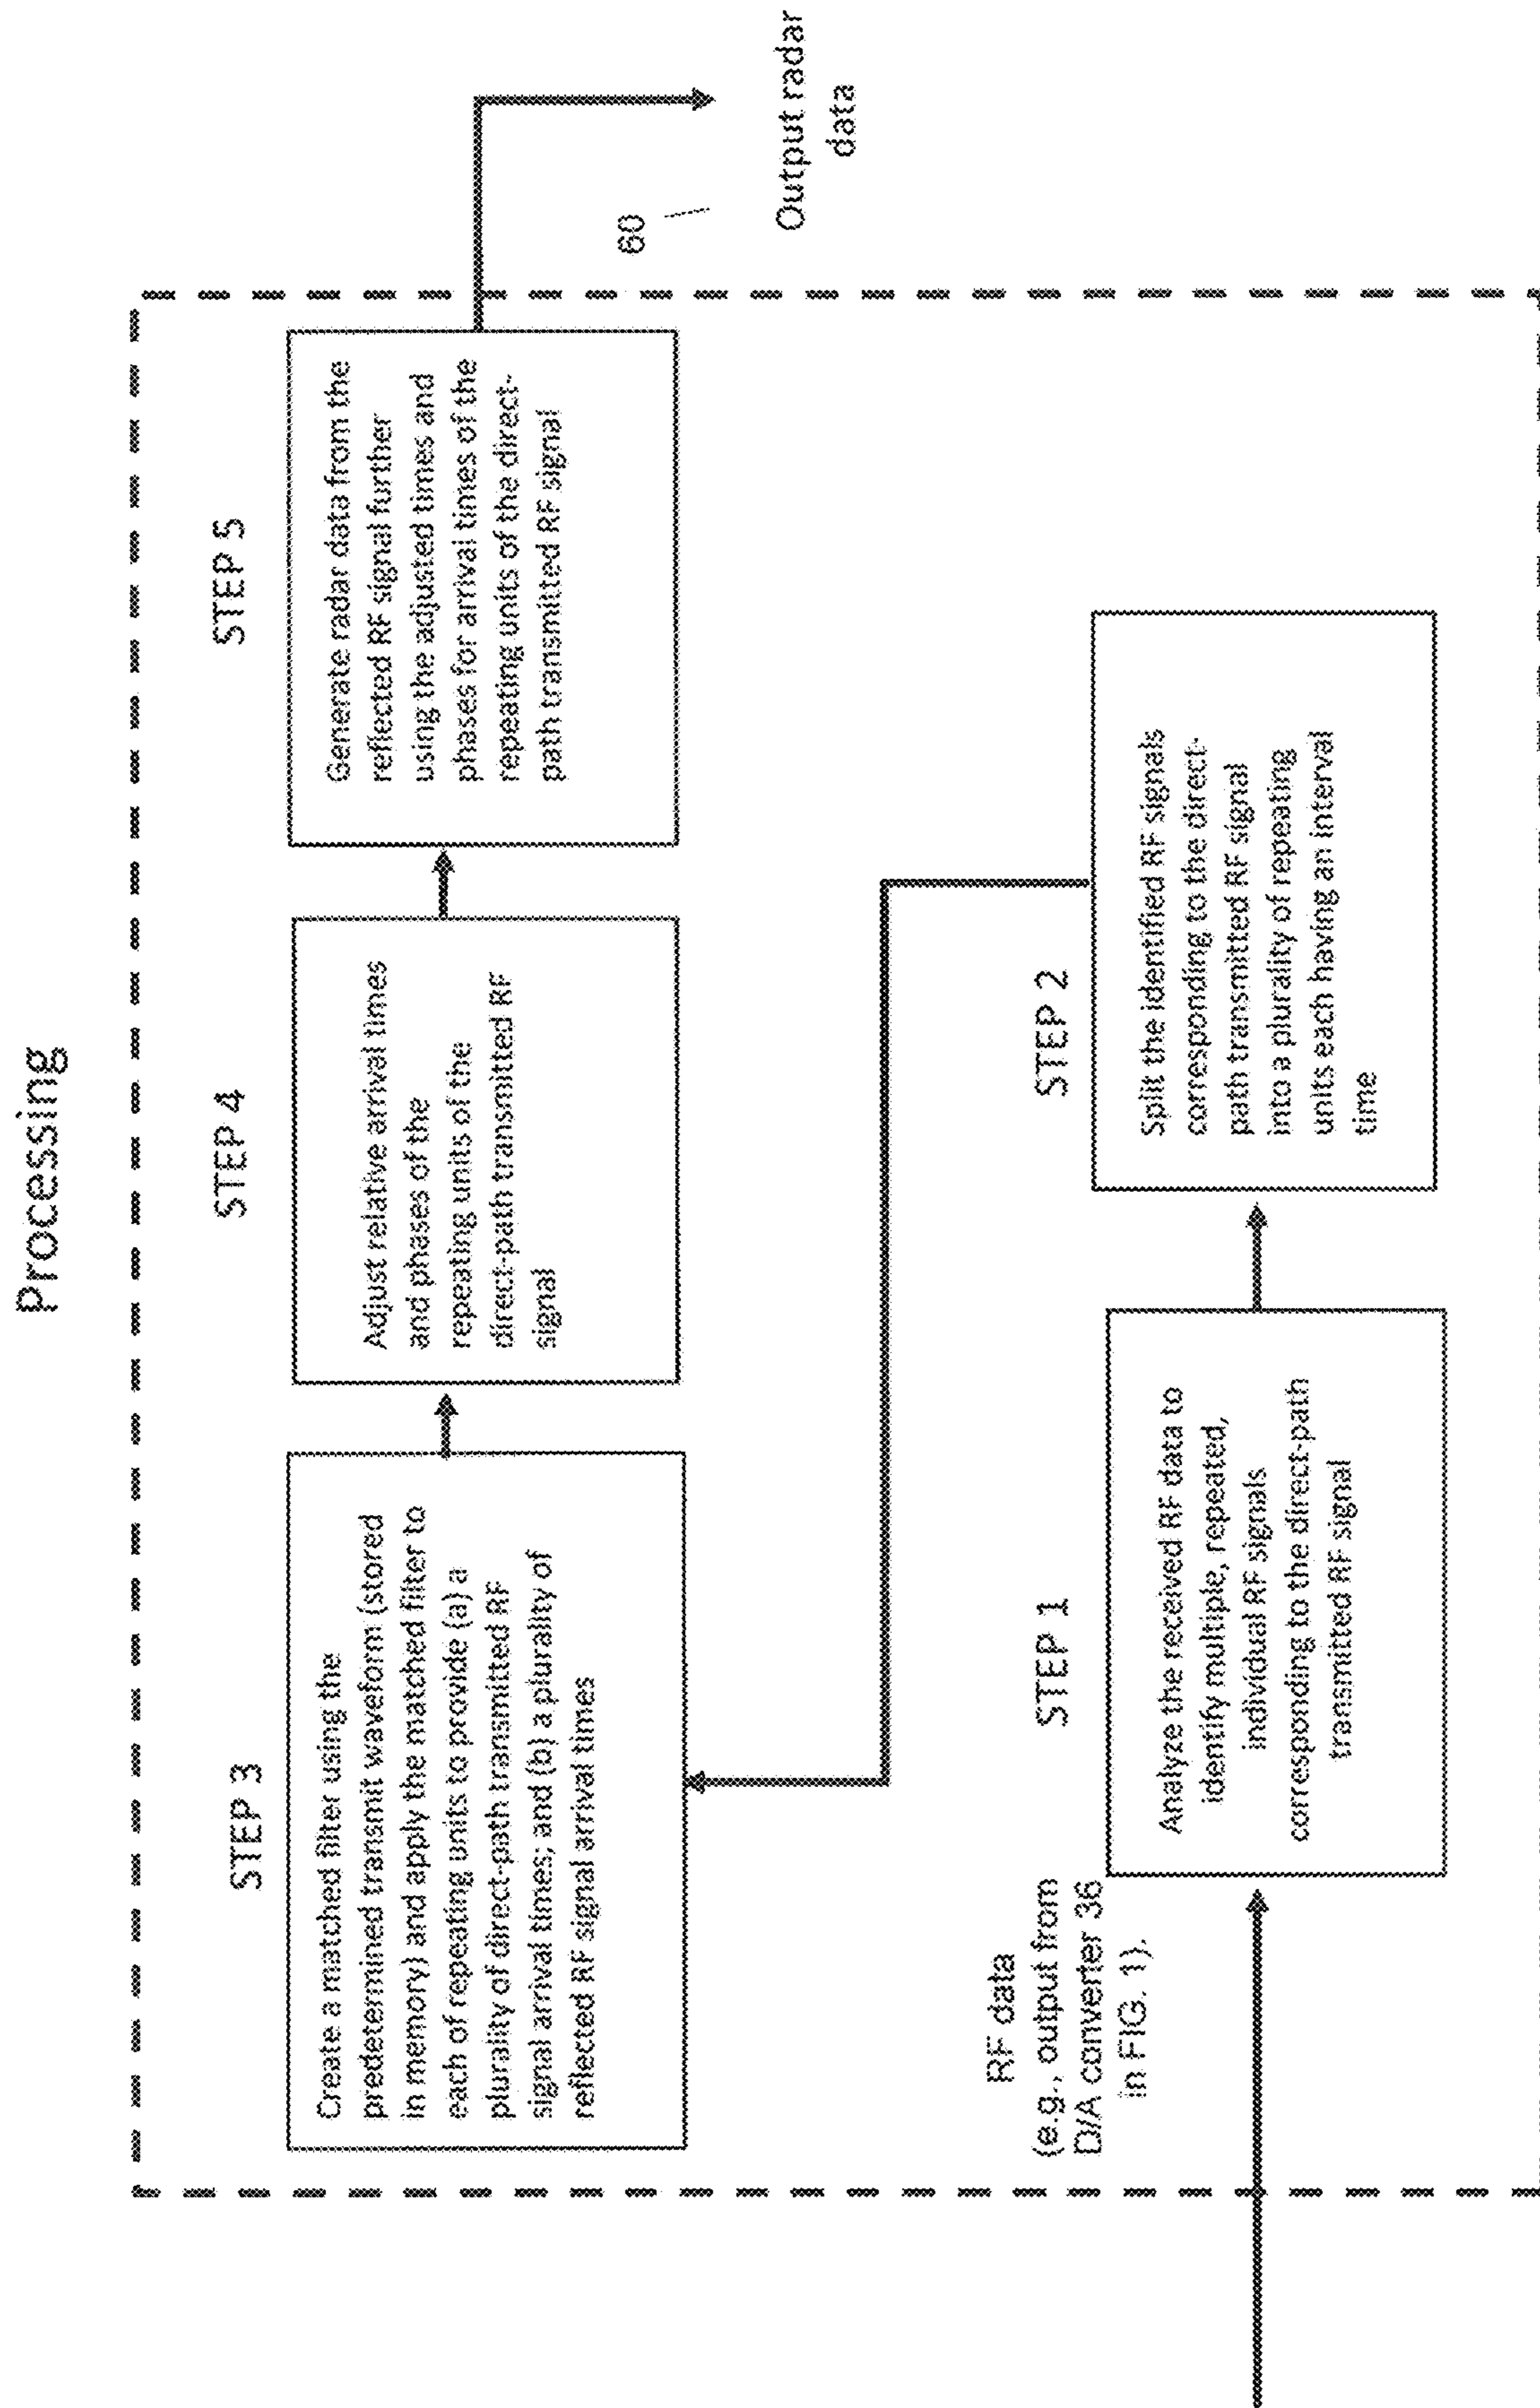 Processing
STEP 3
Create a matched filter using the
predetermined transmit waveform (stored
in memory) and apply the matched filter to
each of repeating units to provide (a) a
plurality of direct-path transmitted RF
signal arrival times; and (b) a plurality of
reflected RF signal arrival times
STEP 4
Adjust relative arrival times
and phases of the
repeating units of the
direct-path transmitted RF
signal
STEP 5
Generate radar data from the
reflected RF signal further
using the adjusted times and
phases for arrival times of the
repeating units of the direct-
path transmitted RF signal
60
Output radar
data
RF data
(e.g., output from
D/A converter 36
in FIG. 1).
STEP 1
Analyze the received RF data to
identify multiple, repeated,
individual RF signals
corresponding to the direct-path
transmitted RF signal
STEP 2
Split the identified RF signals
corresponding to the direct-
path transmitted RF signal
into a plurality of repeating
units each having an interval
time